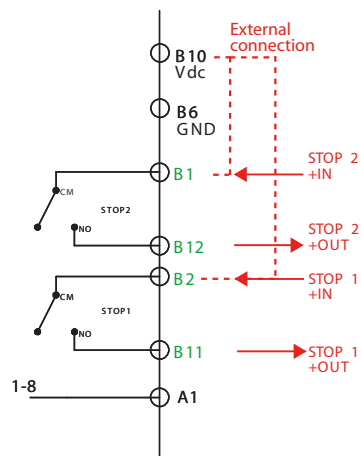 External
connection
B10
Vdc
B6
GND
B1
STOP 2
+IN
CM
STOP2
NO
B12
STOP 2
+OUT
B2
STOP 1
+IN
CM
STOP1
NO
B11
STOP 1
+OUT
1-8
A1